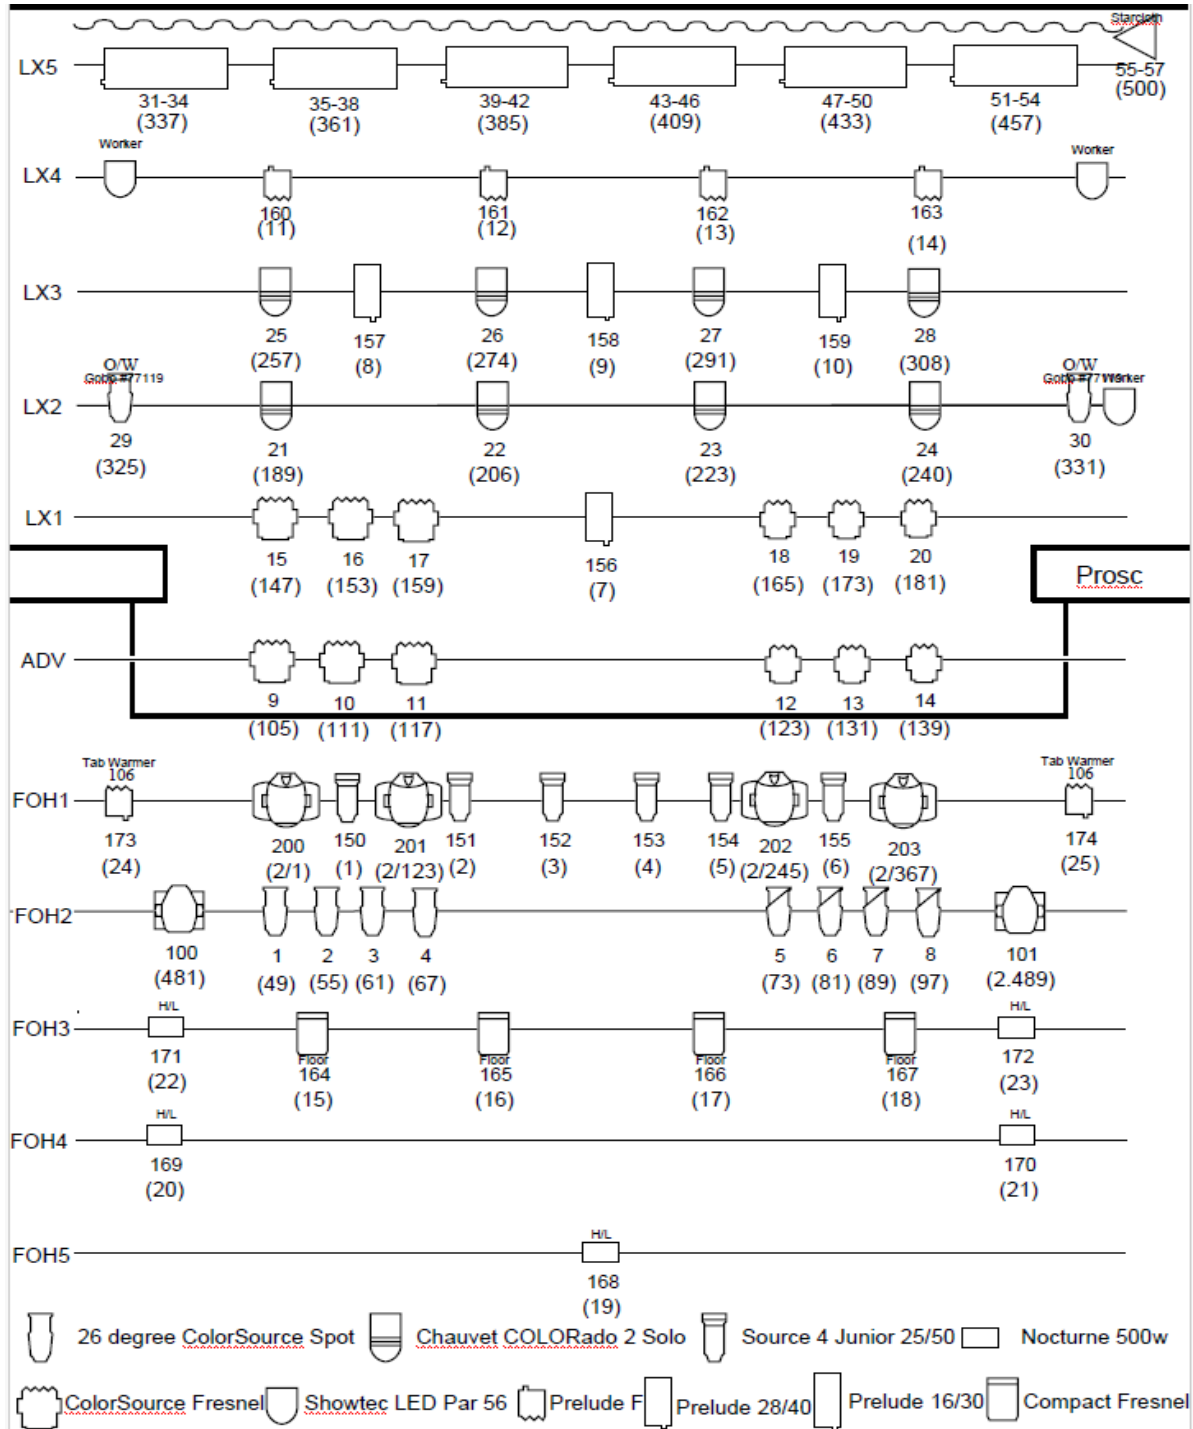 Starcloth
LX5
31-34 35-38 39-42 43-46 47-50 51-54 55-57
(337) (361) (385) (409) (433) (457) (500)
Worker Worker
LX4
160 161 162 163
(11) (12) (13) (14)
LX3
25 157 26 158 27 159 28
(257) (8) (274) (9) (291) (10) (308)
O/W O/W
Gobo #77119 Gobo #77119 Worker
LX2
29 21 22 23 24 30
(325) (189) (206) (223) (240) (331)
LX1
15 16 17 156 18 19 20
(147) (153) (159) (7) (165) (173) (181)
Prosc
ADV
9 10 11 12 13 14
(105) (111) (117) (123) (131) (139)
Tab Warmer Tab Warmer
106 106
FOH1
173 200 150 201 151 152 153 154 202 155 203 174
(24) (2/1) (1) (2/123) (2) (3) (4) (5) (2/245) (6) (2/367) (25)
FOH2
100 1 2 3 4 5 6 7 8 101
(481) (49) (55) (61) (67) (73) (81) (89) (97) (2.489)
H/L H/L
FOH3
Floor Floor Floor Floor
171 164 165 166 167 172
(22) (15) (16) (17) (18) (23)
H/L H/L
FOH4
169 170
(20) (21)
H/L
FOH5
168
(19)
26 degree ColorSource Spot Chauvet COLORado 2 Solo Source 4 Junior 25/50 Nocturne 500w
ColorSource Fresnel Showtec LED Par 56 Prelude F Prelude 28/40 Prelude 16/30 Compact Fresnel